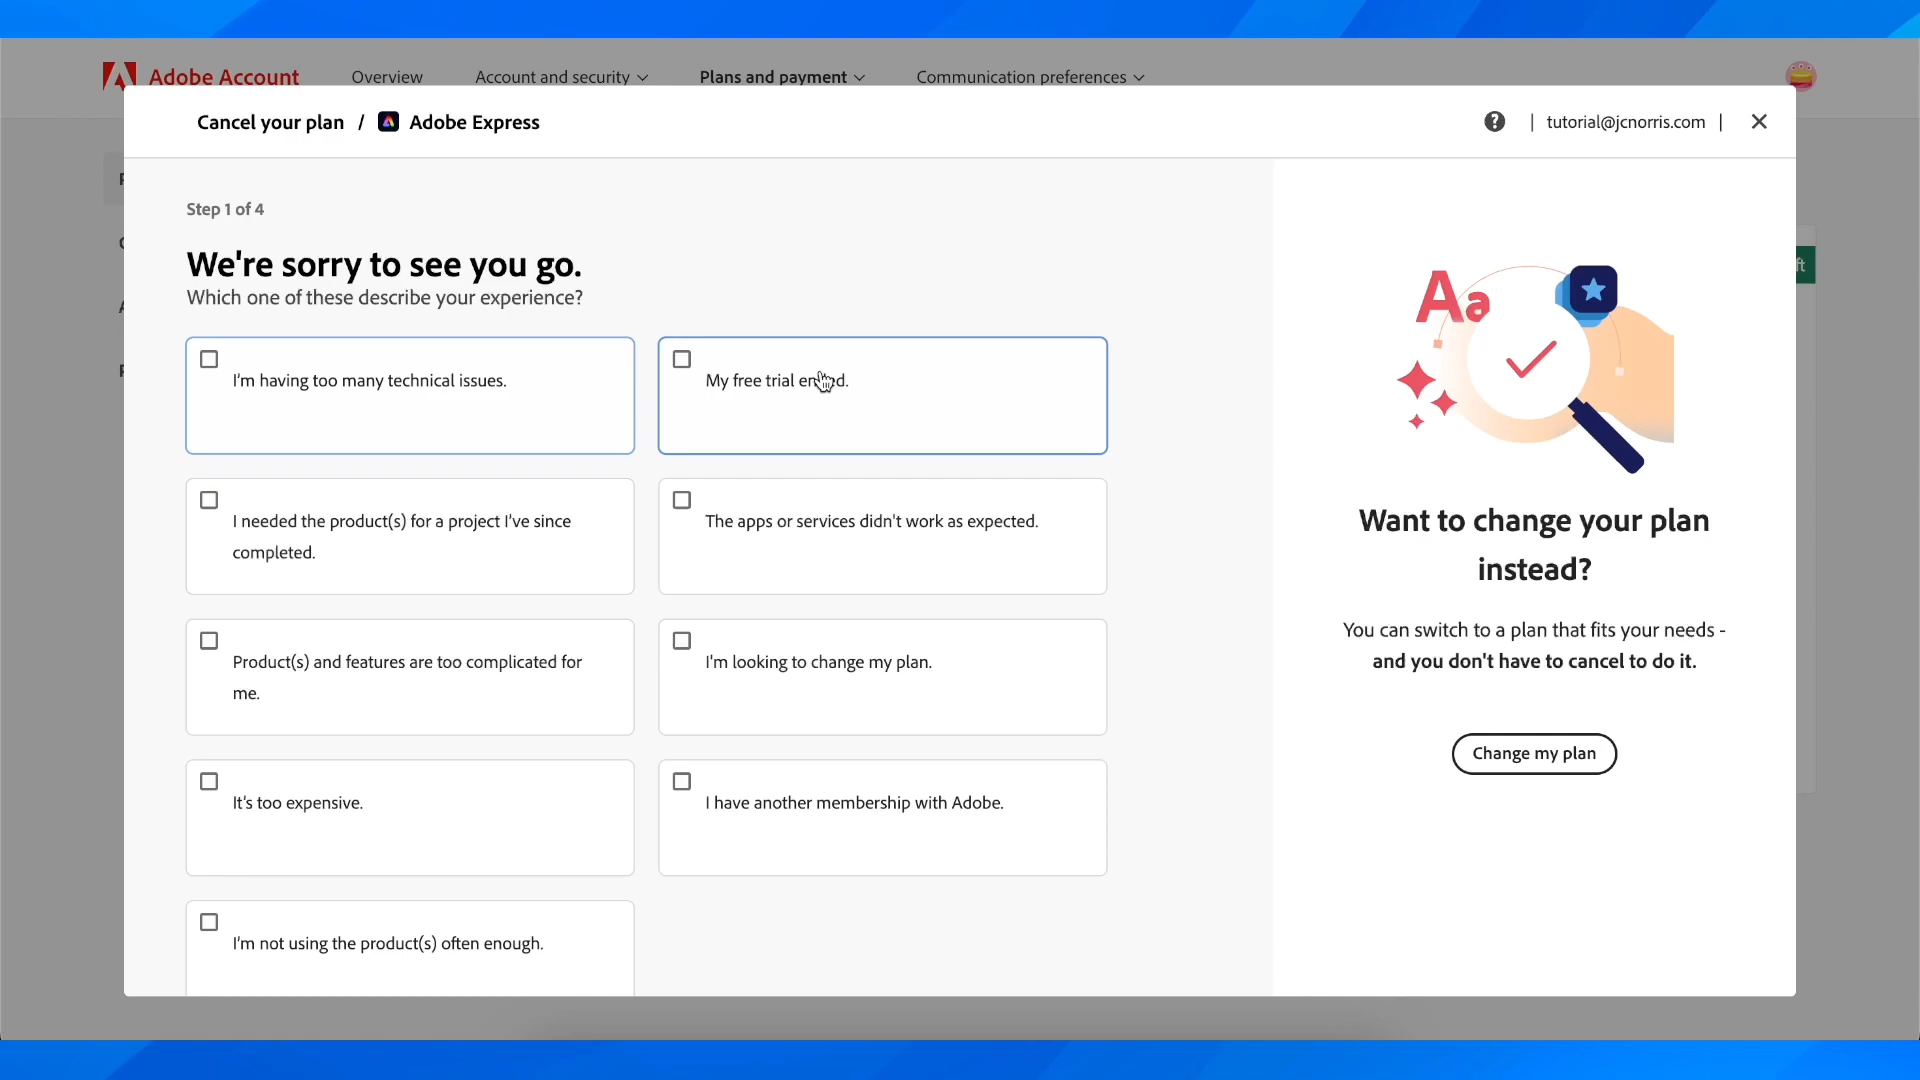 Adobe Account
Overview
Account and security
Plans and payment
Communication preferences
Cancel your plan / Adobe Express
? | tutorial@jcnorris.com |
Step 1 of 4
We're sorry to see you go.
Which one of these describe your experience?
I'm having too many technical issues.
My free trial ended.
I needed the product(s) for a project I've since
completed.
The apps or services didn't work as expected.
Product(s) and features are too complicated for
me.
I'm looking to change my plan.
It's too expensive.
I have another membership with Adobe.
I'm not using the product(s) often enough.
Aa
Want to change your plan
instead?
You can switch to a plan that fits your needs -
and you don't have to cancel to do it.
Change my plan